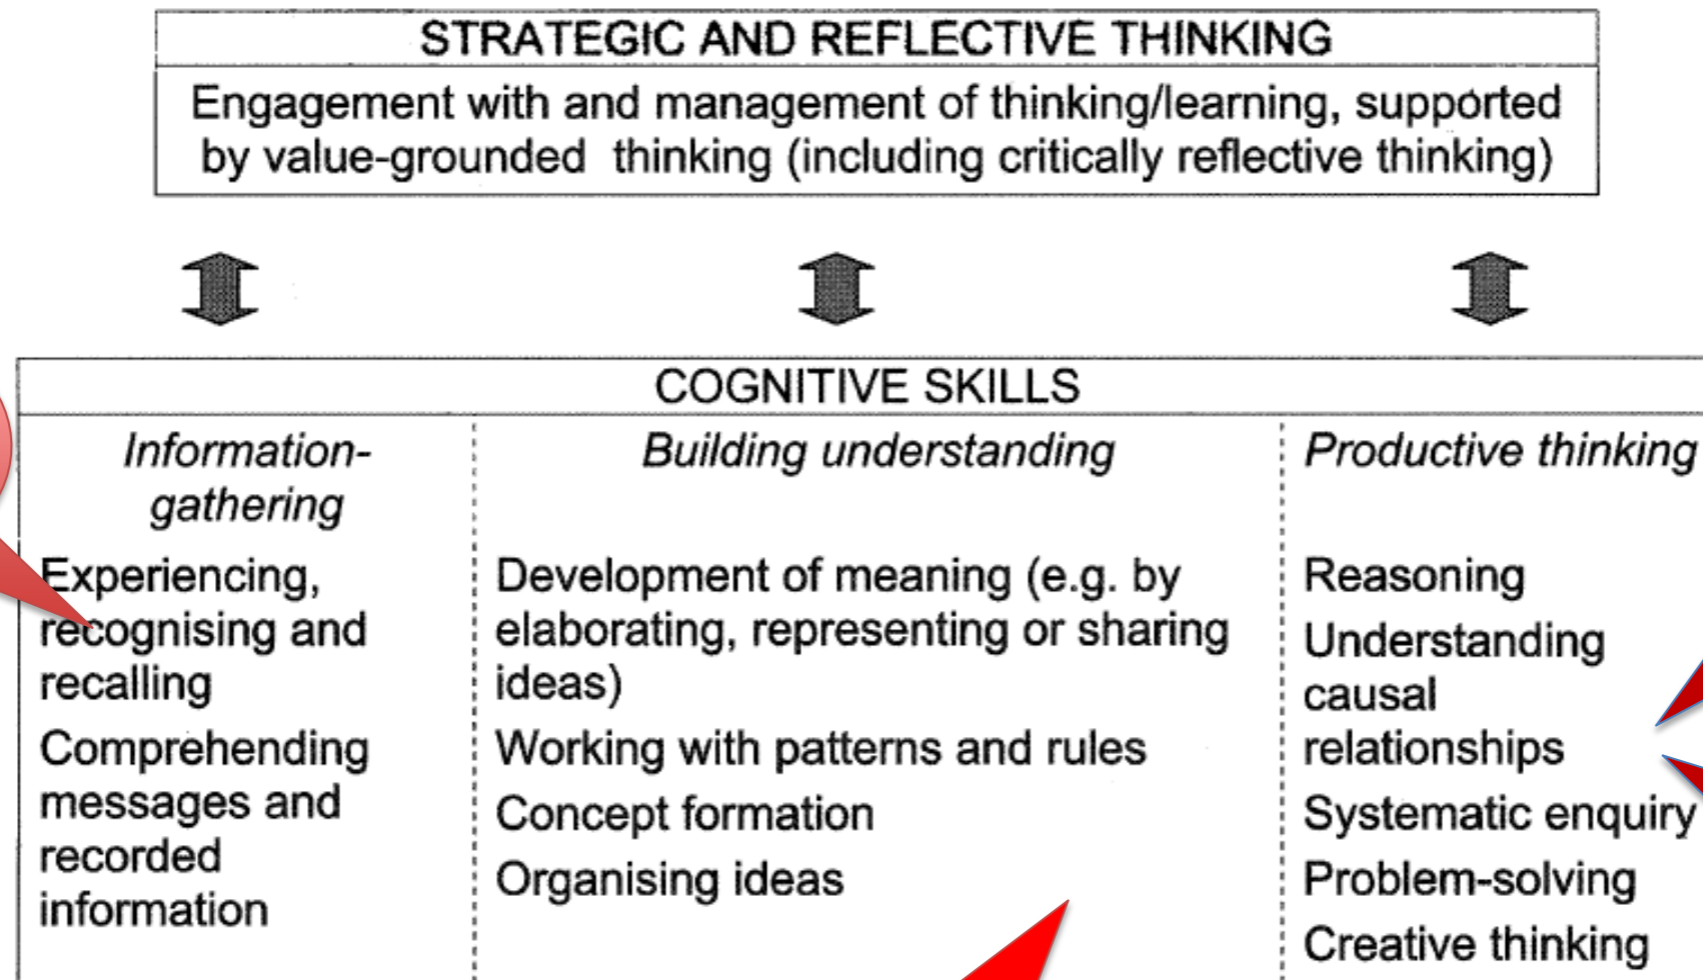 STRATEGIC AND REFLECTIVE THINKING
Engagement with and management of thinking/learning, supported
by value-grounded thinking (including critically reflective thinking)
COGNITIVE SKILLS
Information-
gathering
Experiencing,
recognising and
recalling
Comprehending
messages and
recorded
information
Building understanding
Development of meaning (e.g. by
elaborating, representing or sharing
ideas)
Working with patterns and rules
Concept formation
Organising ideas
Productive thinking
Reasoning
Understanding
causal
relationships
Systematic enquiry
Problem-solving
Creative thinking